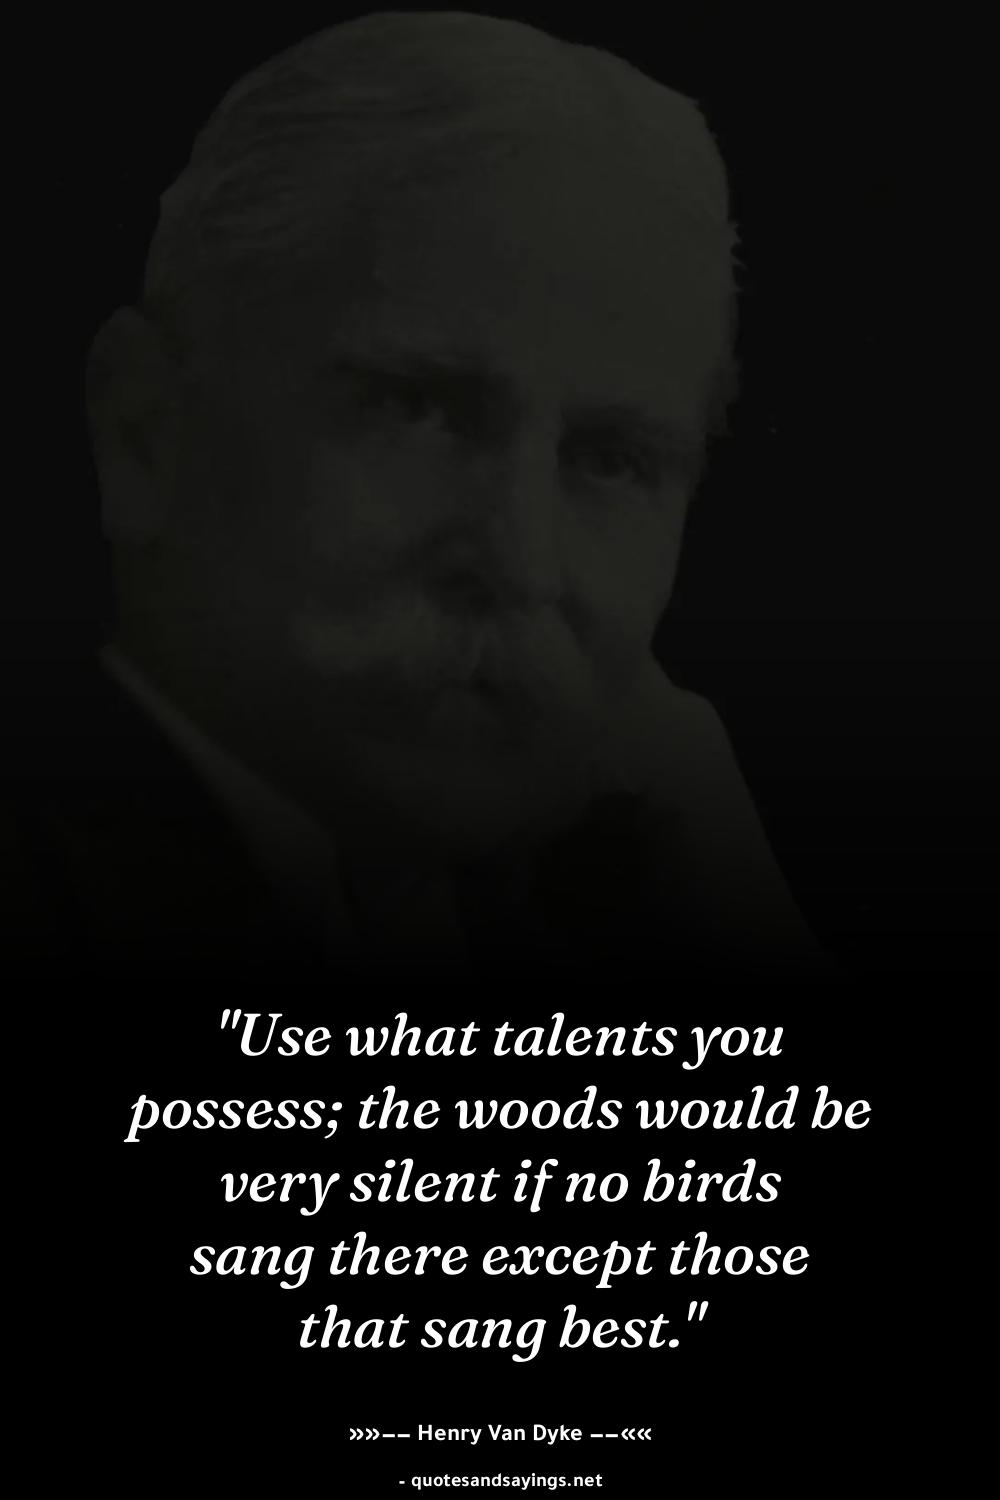 "Use what talents you
possess; the woods would be
very silent if no birds
sang there except those
that sang best."
»»–– Henry Van Dyke ––««
- quotesandsayings.net